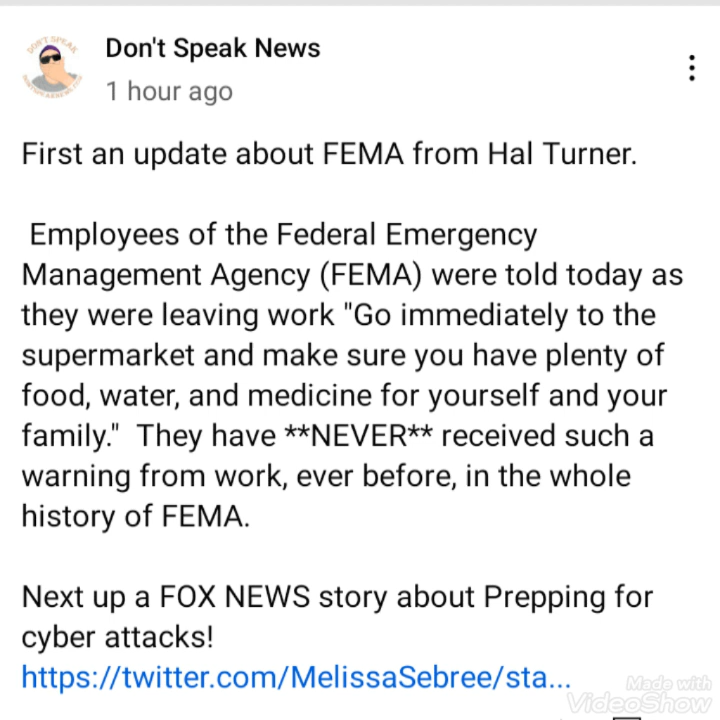 DON'T SPEAK
Don't Speak News
1 hour ago
First an update about FEMA from Hal Turner.
Employees of the Federal Emergency
Management Agency (FEMA) were told today as
they were leaving work "Go immediately to the
supermarket and make sure you have plenty of
food, water, and medicine for yourself and your
family." They have **NEVER** received such a
warning from work, ever before, in the whole
history of FEMA.
Next up a FOX NEWS story about Prepping for
cyber attacks!
https://twitter.com/MelissaSebree/sta...
Made with
VideoShow